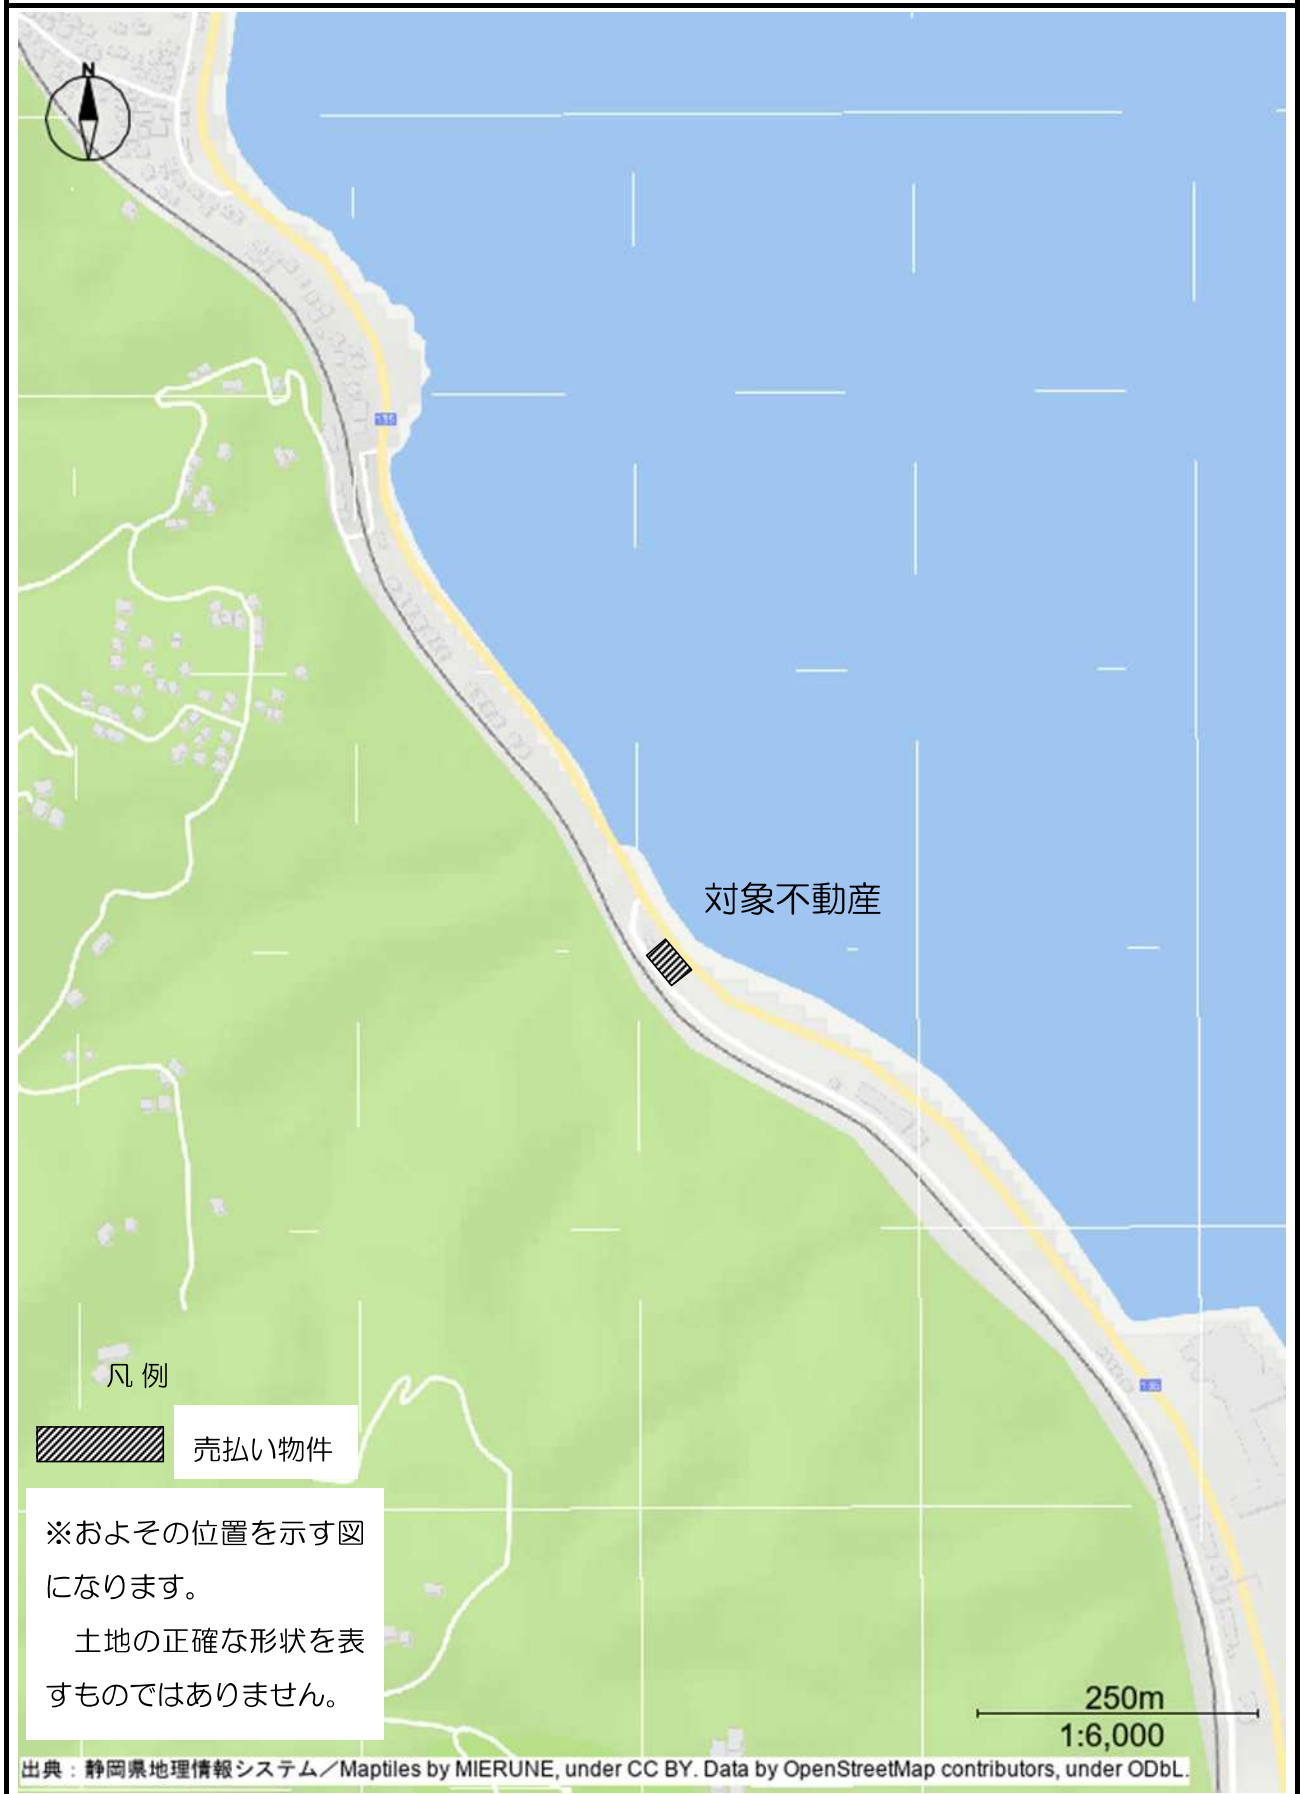 N
135
対象不動産
凡 例
売払い物件
135
※おおよその位置を示す図
になります。
　土地の正確な形状を表
すものではありません。
250m
1:6,000
出典：静岡県地理情報システム／Maptiles by MIERUNE, under CC BY. Data by OpenStreetMap contributors, under ODbL.